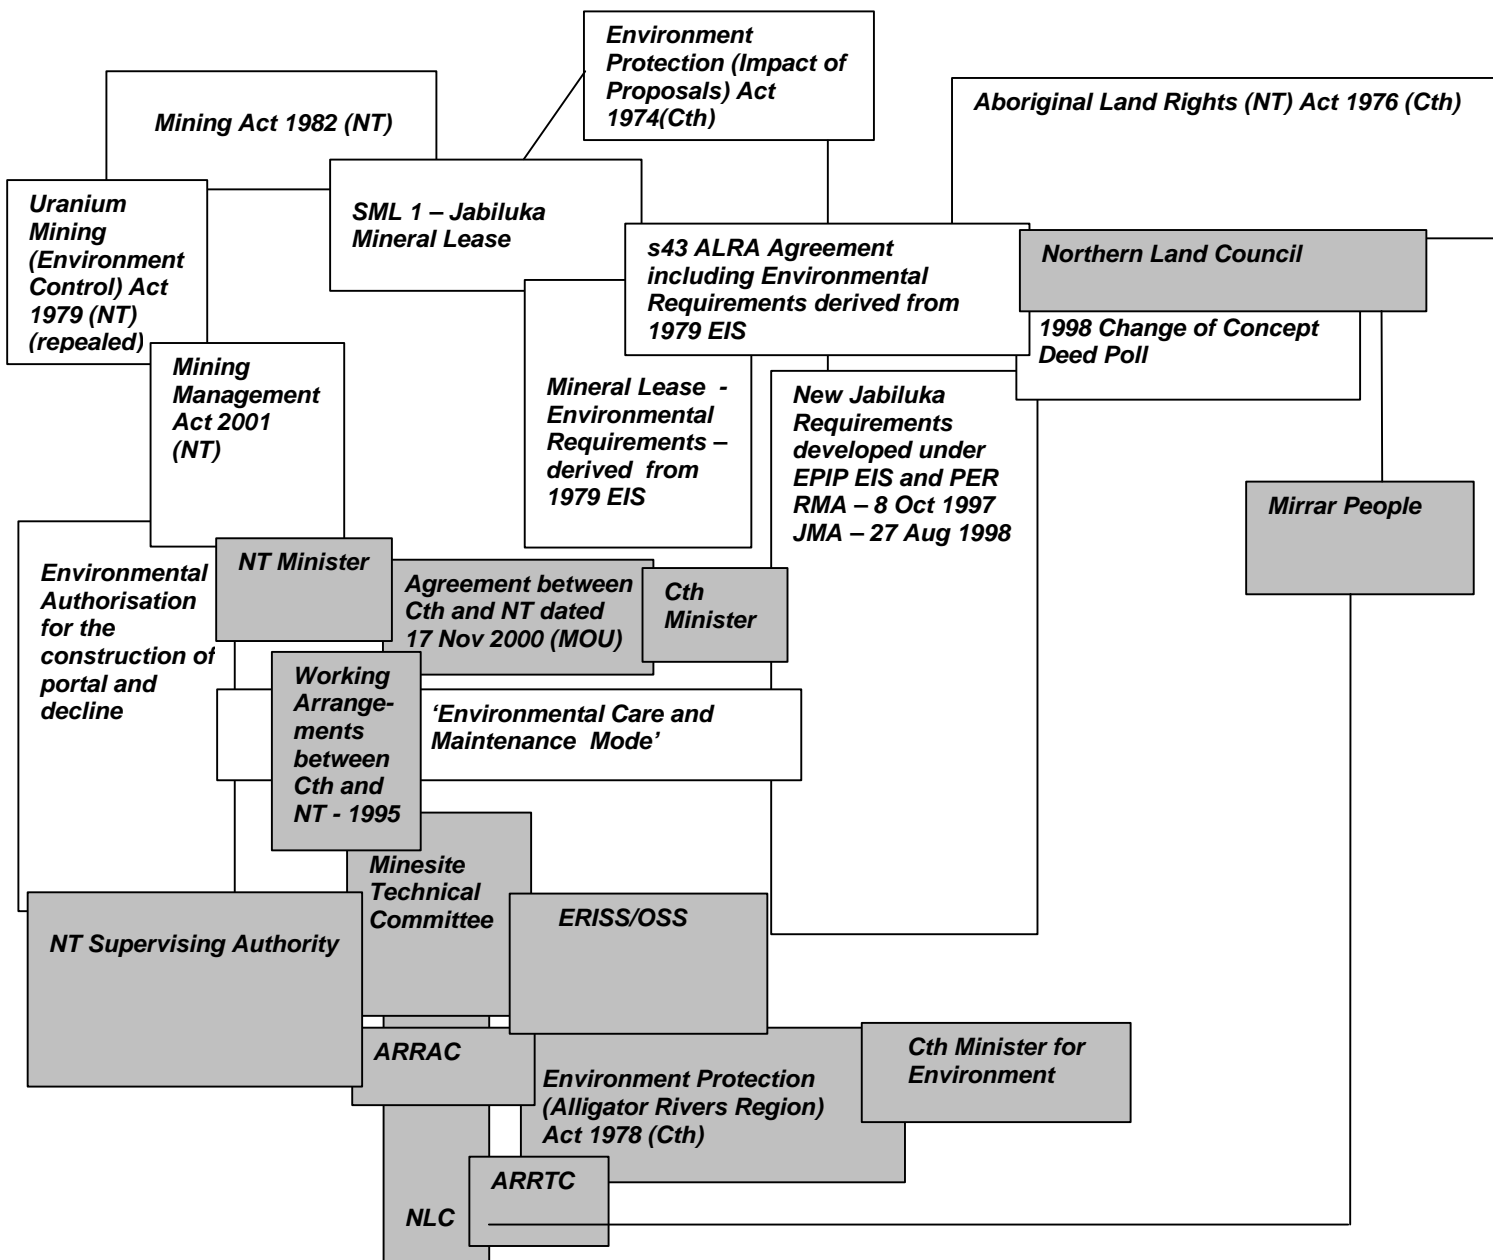 Environment
Protection (Impact of
Proposals) Act
1974(Cth)
Aboriginal Land Rights (NT) Act 1976 (Cth)
Mining Act 1982 (NT)
Uranium
Mining
(Environment
Control) Act
1979 (NT)
(repealed)
SML 1 – Jabiluka
Mineral Lease
s43 ALRA Agreement
including Environmental
Requirements derived from
1979 EIS
Northern Land Council
1998 Change of Concept
Deed Poll
Mining
Management
Act 2001
(NT)
Mineral Lease -
Environmental
Requirements –
derived from
1979 EIS
New Jabiluka
Requirements
developed under
EPIP EIS and PER
RMA – 8 Oct 1997
JMA – 27 Aug 1998
Mirrar People
Environmental
Authorisation
for the
construction of
portal and
decline
NT Minister
Agreement between
Cth and NT dated
17 Nov 2000 (MOU)
Cth
Minister
Working
Arrange-
ments
between
Cth and
NT - 1995
‘Environmental Care and
Maintenance Mode’
Minesite
Technical
Committee
ERISS/OSS
NT Supervising Authority
ARRAC
Environment Protection
(Alligator Rivers Region)
Act 1978 (Cth)
Cth Minister for
Environment
ARRTC
NLC